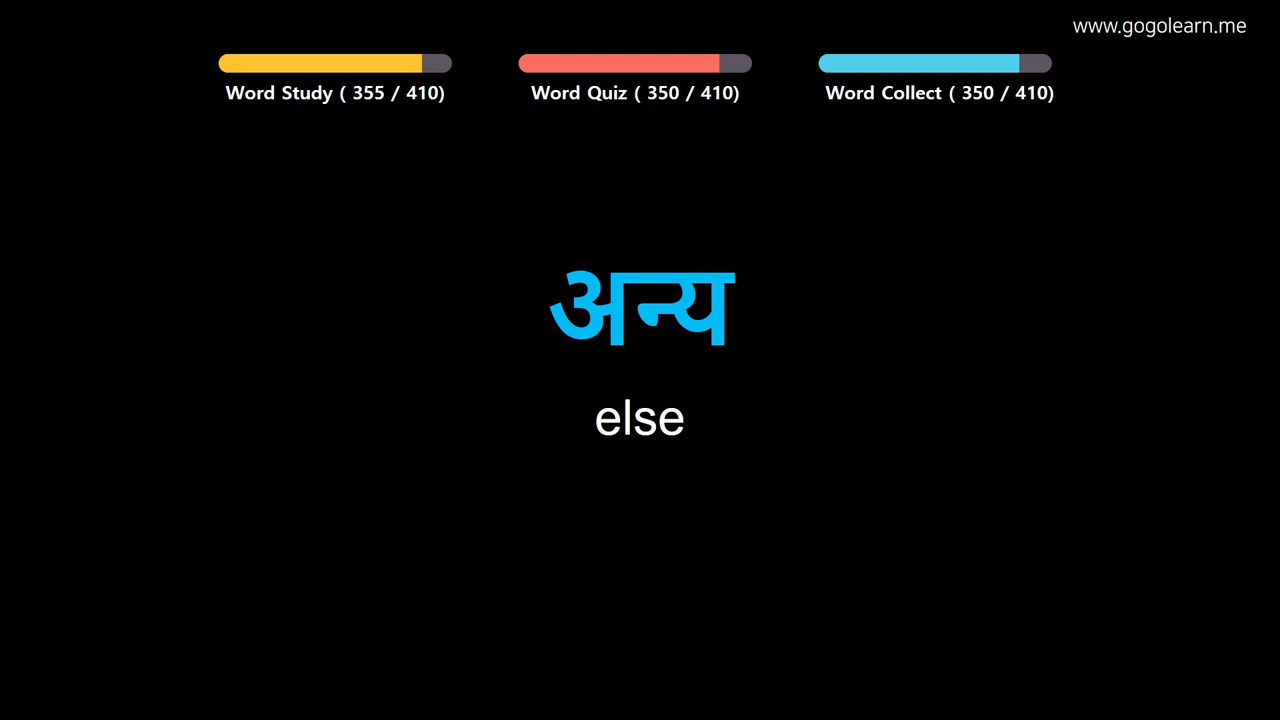 www.gogolearn.me
Word Study ( 355 / 410)
Word Quiz ( 350 / 410)
Word Collect ( 350 / 410)
अन्य
else